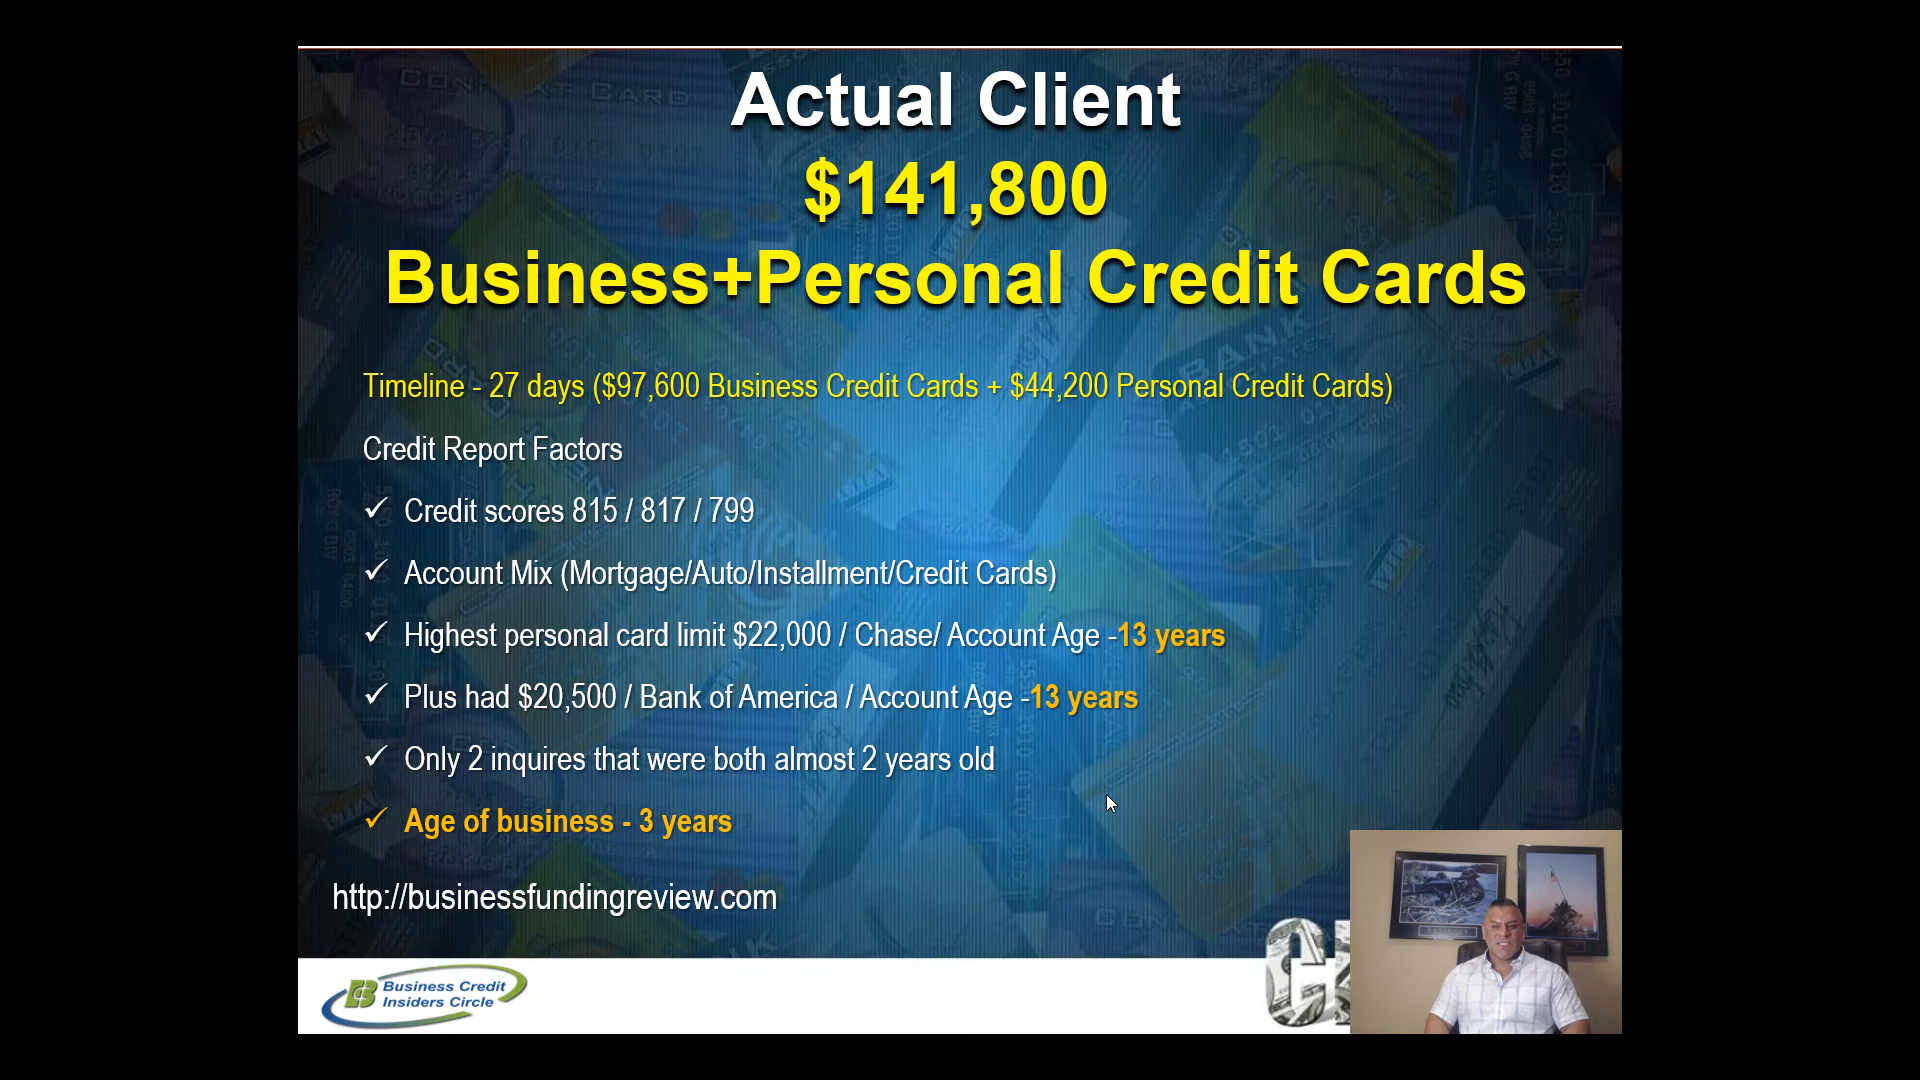 Actual Client
$141,800
Business+Personal Credit Cards
Timeline - 27 days ($97,600 Business Credit Cards + $44,200 Personal Credit Cards)
Credit Report Factors
✓ Credit scores 815 / 817 / 799
✓ Account Mix (Mortgage/Auto/Installment/Credit Cards)
✓ Highest personal card limit $22,000 / Chase/ Account Age -13 years
✓ Plus had $20,500 / Bank of America / Account Age -13 years
✓ Only 2 inquires that were both almost 2 years old
✓ Age of business - 3 years
http://businessfundingreview.com
Business Credit
Insiders Circle